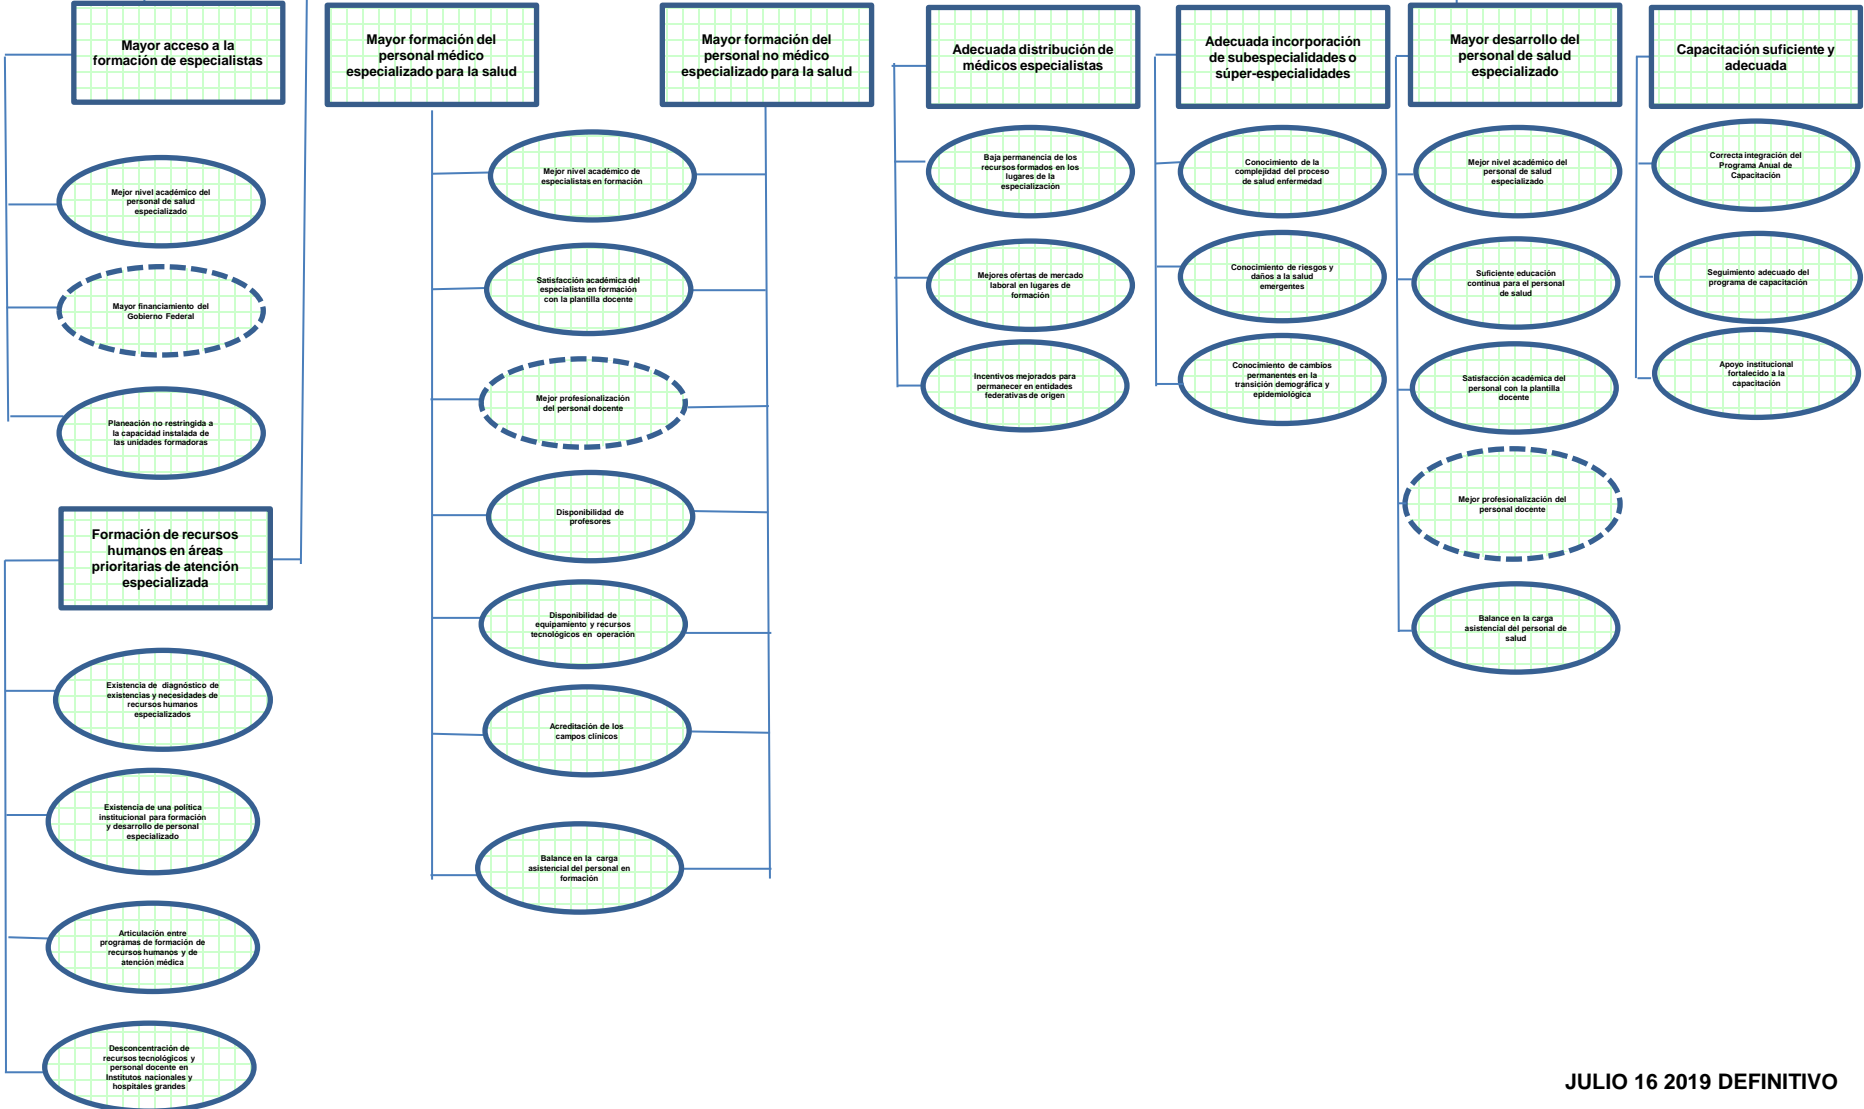 Mayor acceso a la
formación de especialistas
Mejor nivel académico del
personal de salud
especializado
Mayor financiamiento del
Gobierno Federal
Planeación no restringida a
la capacidad instalada de
las unidades formadoras
Formación de recursos
humanos en áreas
prioritarias de atención
especializada
Existencia de diagnóstico de
existencias y necesidades de
recursos humanos
especializados
Existencia de una política
institucional para formación
y desarrollo de personal
especializado
Articulación entre
programas de formación de
recursos humanos y de
atención médica
Desconcentración de
recursos tecnológicos y
personal docente en
Institutos nacionales y
hospitales grandes
Mayor formación del
personal médico
especializado para la salud
Mayor formación del
personal no médico
especializado para la salud
Mejor nivel académico de
especialistas en formación
Satisfacción académica del
especialista en formación
con la plantilla docente
Mejor profesionalización
del personal docente
Disponibilidad de
profesores
Disponibilidad de
equipamiento y recursos
tecnológicos en operación
Acreditación de los
campos clínicos
Balance en la carga
asistencial del personal en
formación
Adecuada distribución de
médicos especialistas
Baja permanencia de los
recursos formados en los
lugares de la
especialización
Mejores ofertas de mercado
laboral en lugares de
formación
Incentivos mejorados para
permanecer en entidades
federativas de origen
Adecuada incorporación
de subespecialidades o
súper-especialidades
Conocimiento de la
complejidad del proceso
de salud enfermedad
Conocimiento de riesgos y
daños a la salud
emergentes
Conocimiento de cambios
permanentes en la
transición demográfica y
epidemiológica
Mayor desarrollo del
personal de salud
especializado
Mejor nivel académico del
personal de salud
especializado
Suficiente educación
continua para el personal
de salud
Satisfacción académica del
personal con la plantilla
docente
Mejor profesionalización del
personal docente
Balance en la carga
asistencial del personal de
salud
Capacitación suficiente y
adecuada
Correcta integración del
Programa Anual de
Capacitación
Seguimiento adecuado del
programa de capacitación
Apoyo institucional
fortalecido a la
capacitación
JULIO 16 2019 DEFINITIVO